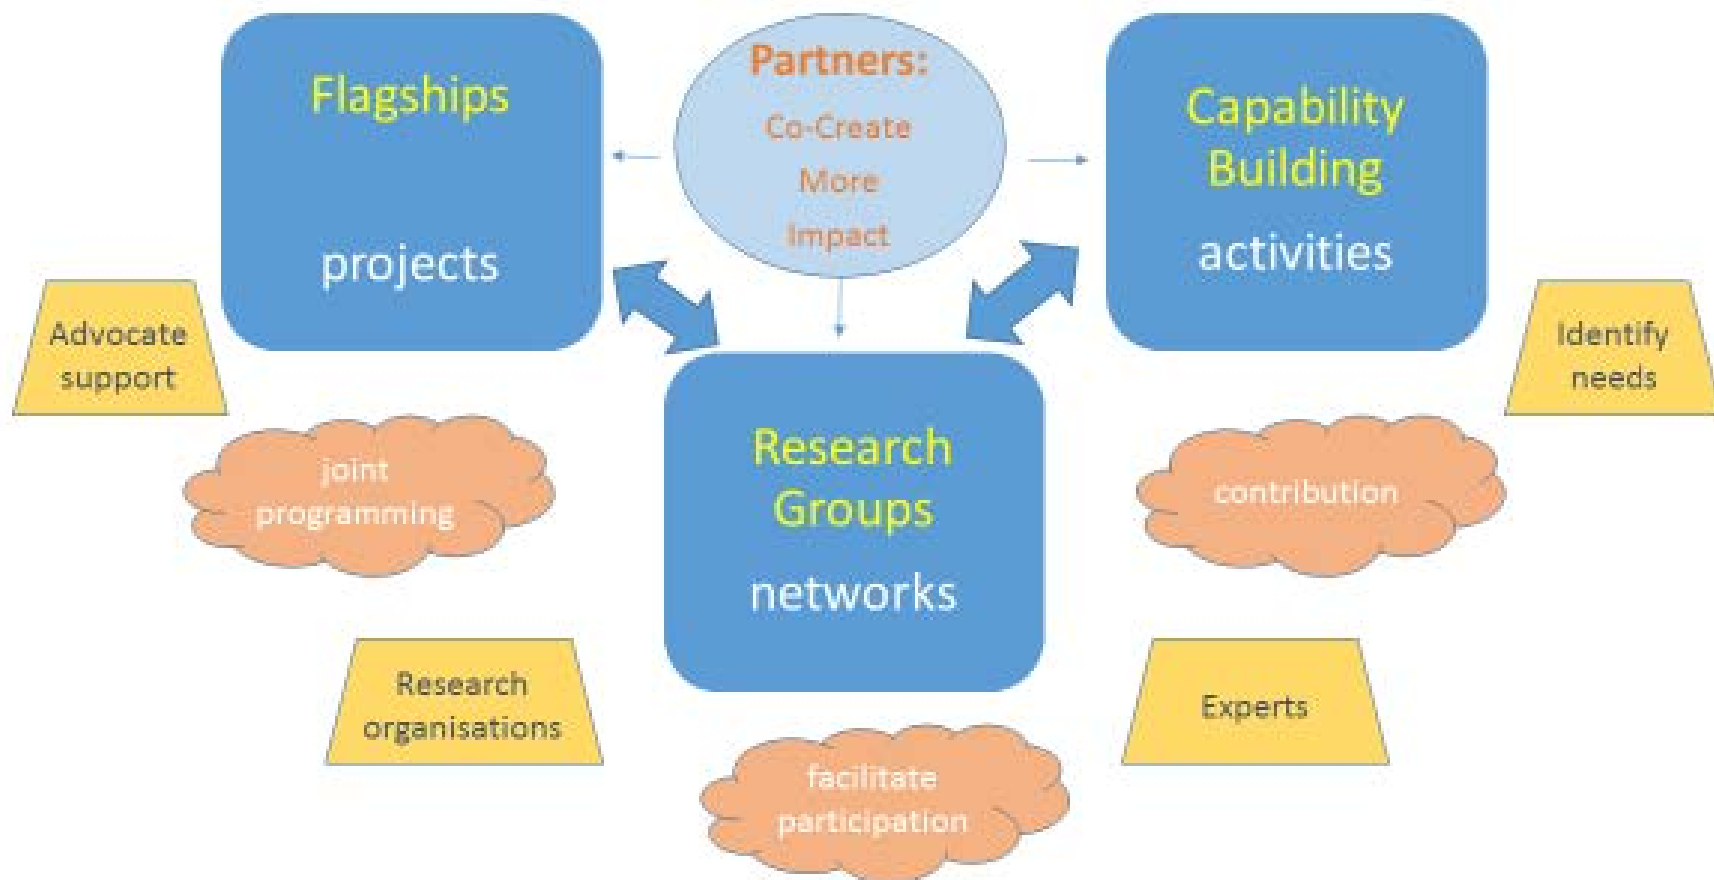 Flagships
projects
Partners:
Co-Create
More
Impact
Capability
Building
activities
Advocate
support
Identify
needs
joint
programming
Research
Groups
networks
contribution
Research
organisations
Experts
facilitate
participation